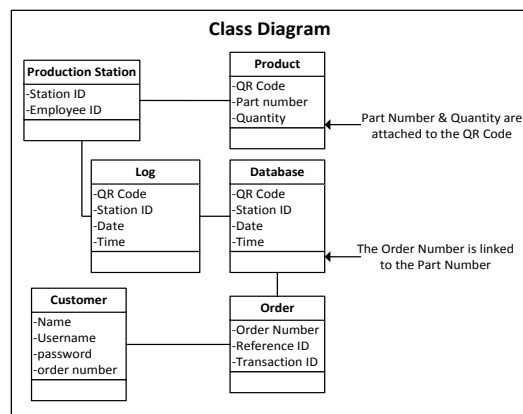 Class Diagram
Production Station
-Station ID
-Employee ID
Product
-QR Code
-Part number
-Quantity
Part Number & Quantity are
attached to the QR Code
Log
-QR Code
-Station ID
-Date
-Time
Database
-QR Code
-Station ID
-Date
-Time
The Order Number is linked
to the Part Number
Customer
-Name
-Username
-password
-order number
Order
-Order Number
-Reference ID
-Transaction ID